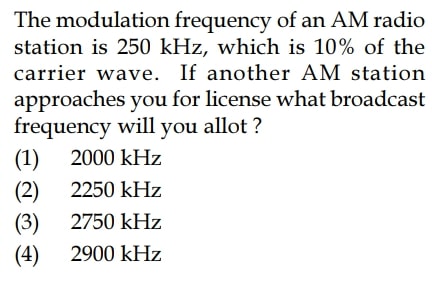 The modulation frequency of an AM radio
station is 250 kHz, which is 10% of the
carrier wave. If another AM station
approaches you for license what broadcast
frequency will you allot ?
(1) 2000 kHz
(2) 2250 kHz
(3) 2750 kHz
(4) 2900 kHz